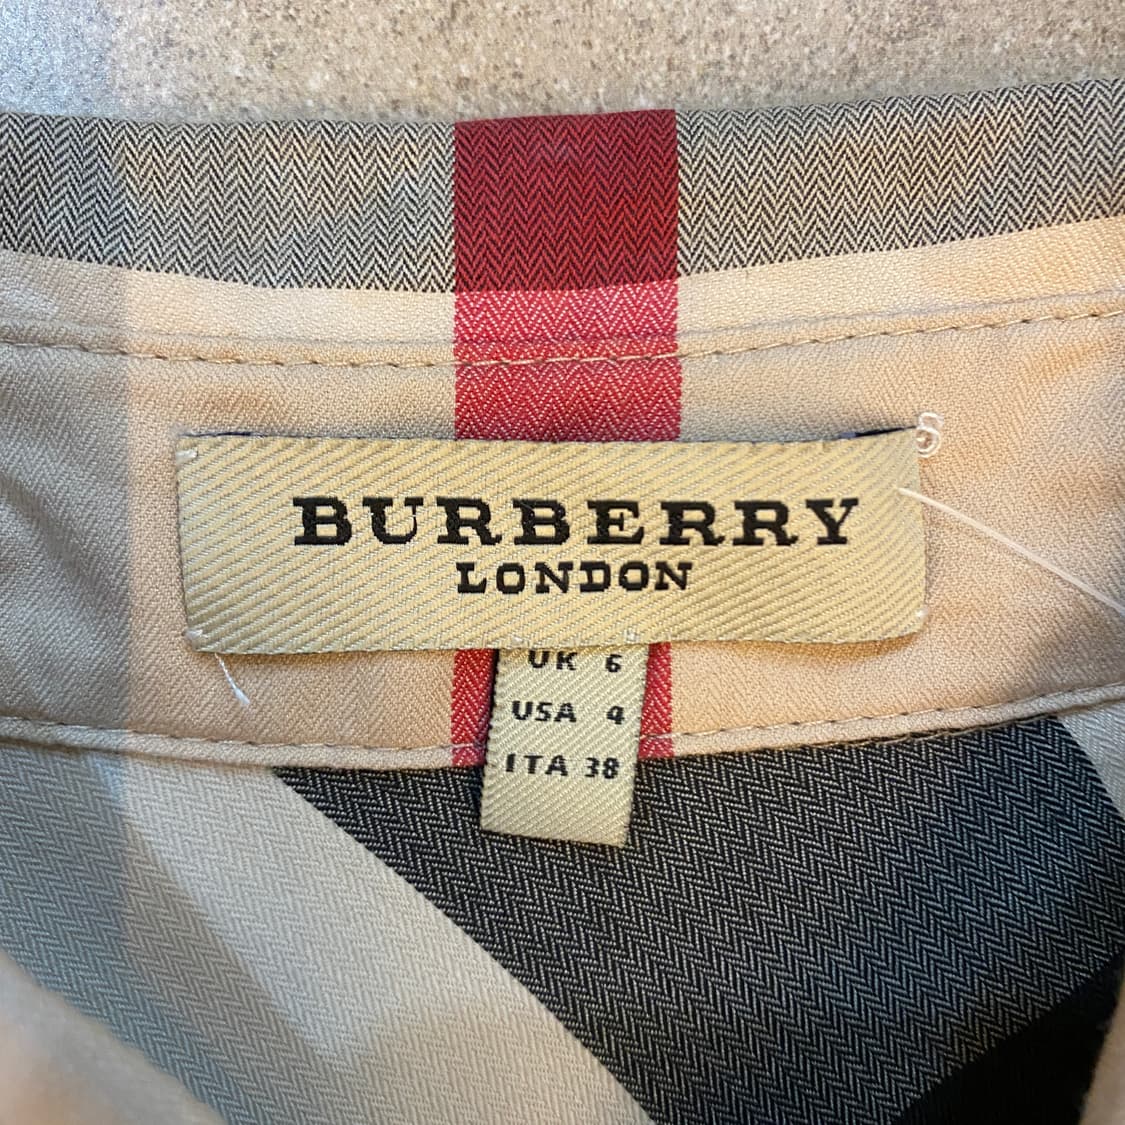 BURBERRY
LONDON
UK 6
USA 4
ITA 38